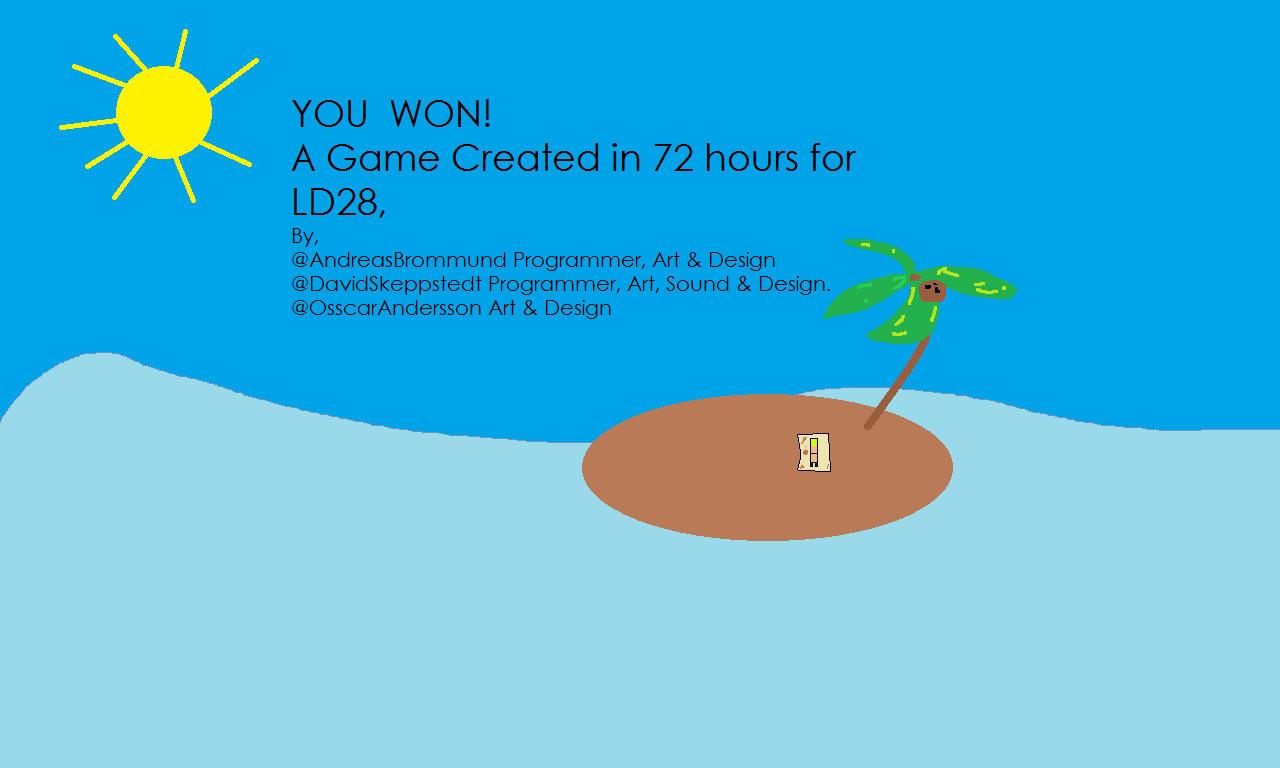 YOU  WON!
A Game Created in 72 hours for
LD28,
By,
@AndreasBrommund Programmer, Art & Design
@DavidSkeppstedt Programmer, Art, Sound & Design.
@OsscarAndersson Art & Design